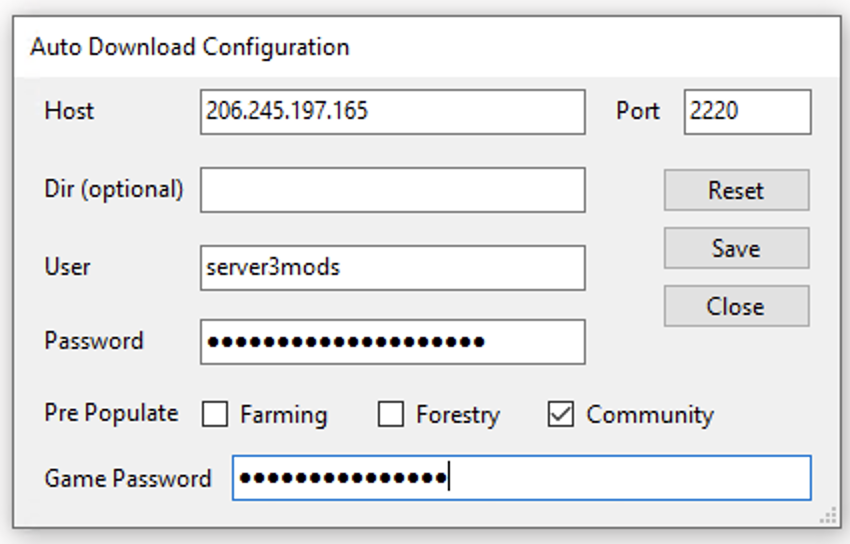 Auto Download Configuration
Host 206.245.197.165 Port 2220
Dir (optional) Reset
Save
User server3mods
Close
Password ••••••••••••••••••••
Pre Populate Farming Forestry Community
Game Password •••••••••••••••